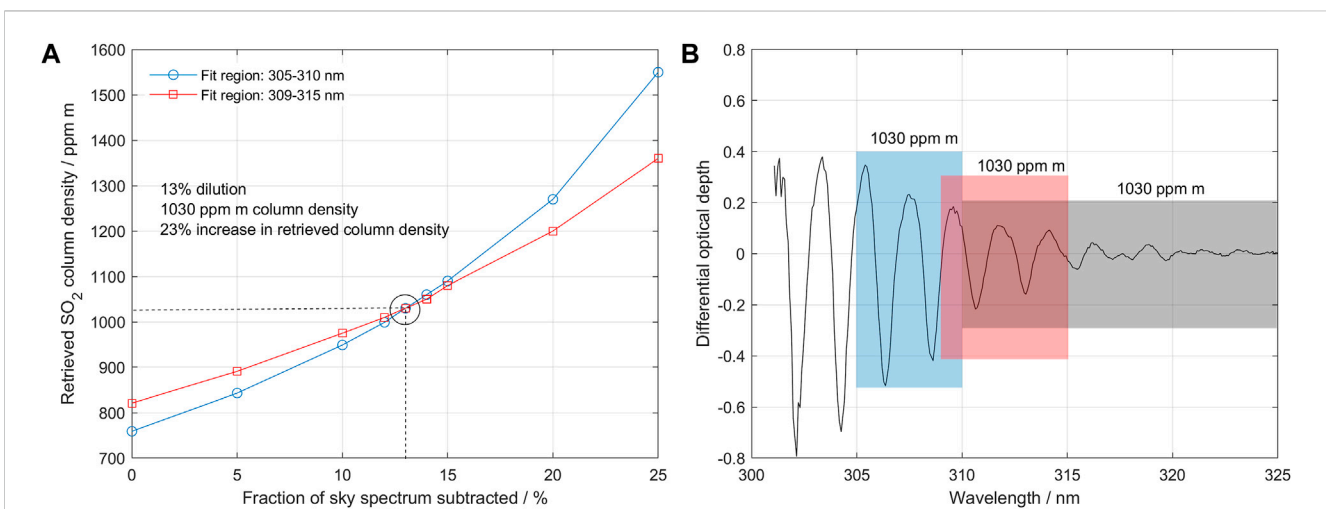 A
Retrieved SO2 column density / ppm m
1600
1500
1400
1300
1200
1100
1000
900
800
700
Fit region: 305-310 nm
Fit region: 309-315 nm
13% dilution
1030 ppm m column density
23% increase in retrieved column density
0 5 10 15 20 25
Fraction of sky spectrum subtracted / %
B
Differential optical depth
0.8
0.6
0.4
0.2
0
-0.2
-0.4
-0.6
-0.8
1030 ppm m
1030 ppm m
1030 ppm m
300 305 310 315 320 325
Wavelength / nm